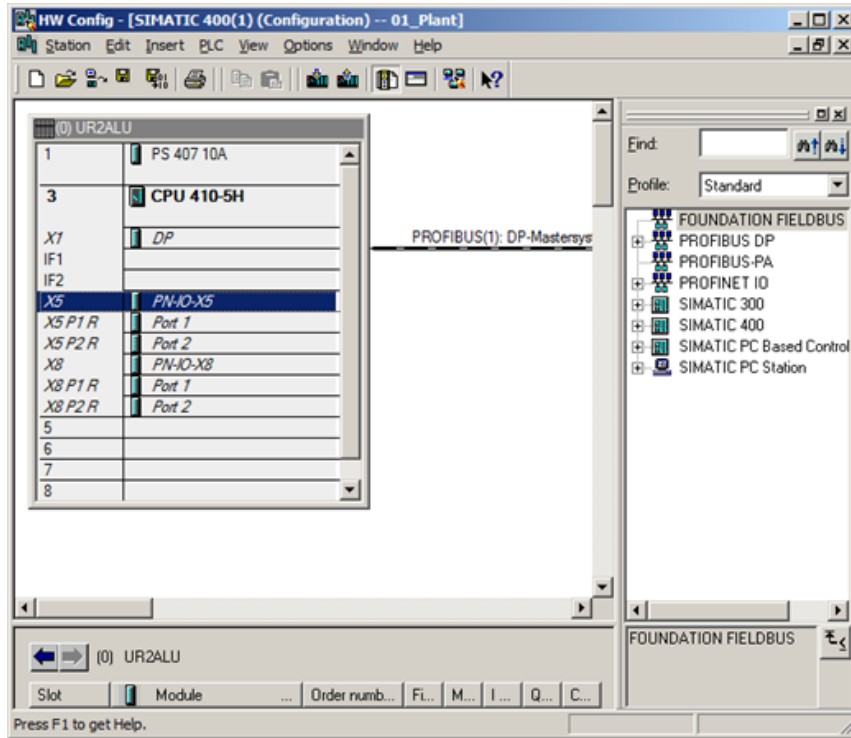 HW Config - [SIMATIC 400(1) (Configuration) -- 01_Plant]
Station Edit Insert PLC View Options Window Help
(0) UR2ALU
1 PS 407 10A
3 CPU 410-5H
X1 DP
IF1
IF2
X5 PN-IO-X5
X5 P1 R Port 1
X5 P2 R Port 2
X8 PN-IO-X8
X8 P1 R Port 1
X8 P2 R Port 2
5
6
7
8
PROFIBUS(1): DP-Mastersys
Find:
Profile: Standard
FOUNDATION FIELDBUS
PROFIBUS DP
PROFIBUS-PA
PROFINET IO
SIMATIC 300
SIMATIC 400
SIMATIC PC Based Control
SIMATIC PC Station
(0) UR2ALU
Slot Module ... Order numb... Fi... M... I ... Q... C...
FOUNDATION FIELDBUS
Press F1 to get Help.